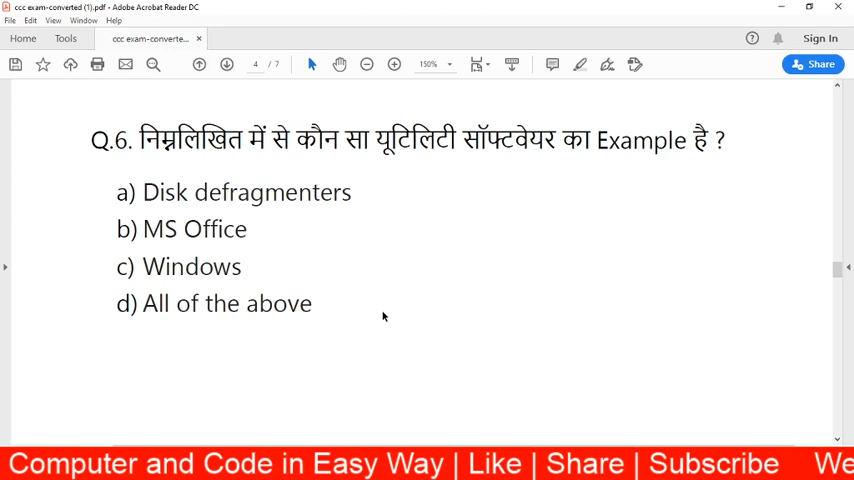 ccc exam-converted (1).pdf - Adobe Acrobat Reader DC
File Edit View Window Help
Home Tools ccc exam-converte... × Sign In
4 / 7 150% Share
Q.6. निम्नलिखित में से कौन सा यूटिलिटी सॉफ्टवेयर का Example है ?
a) Disk defragmenters
b) MS Office
c) Windows
d) All of the above
Computer and Code in Easy Way | Like | Share | Subscribe We